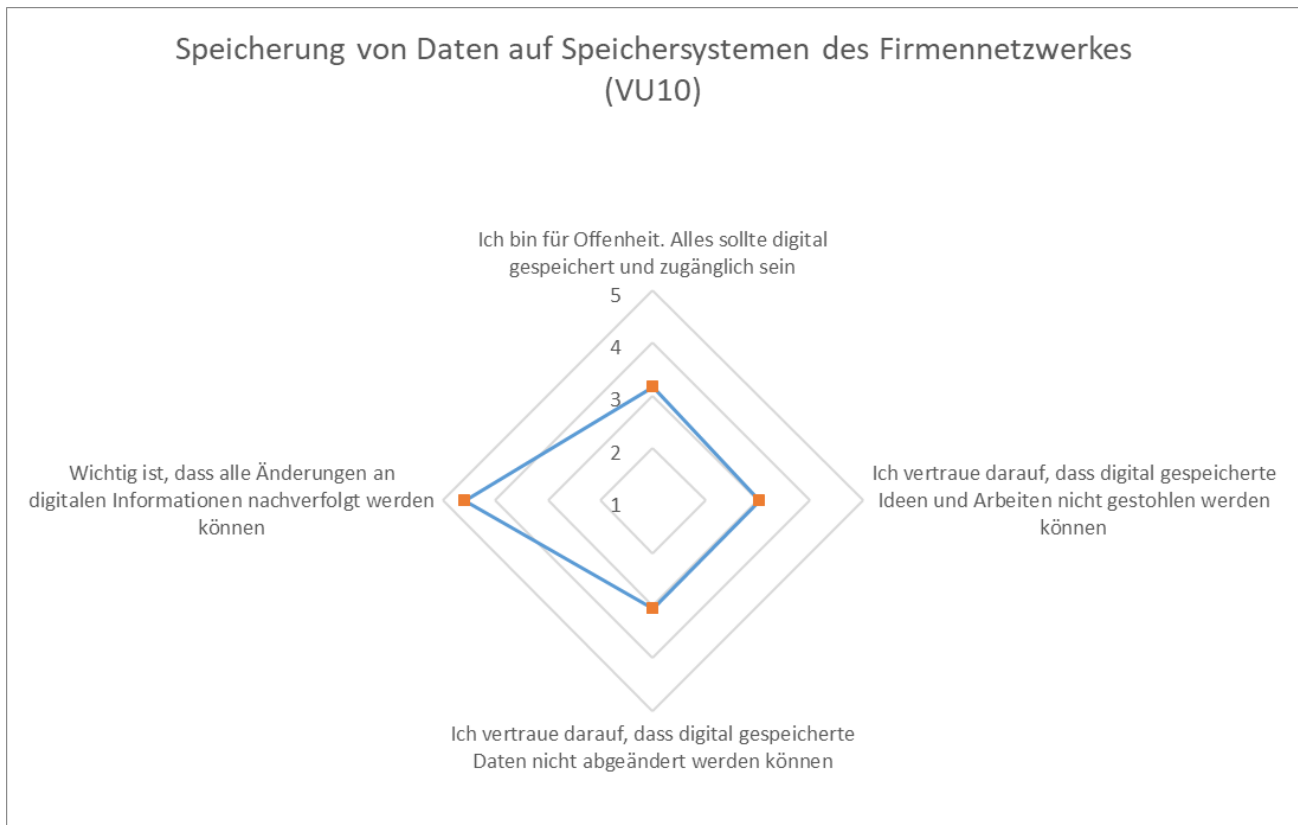 Speicherung von Daten auf Speichersystemen des Firmennetzwerkes
(VU10)
Ich bin für Offenheit. Alles sollte digital
gespeichert und zugänglich sein
5
4
3
2
1
Wichtig ist, dass alle Änderungen an
digitalen Informationen nachverfolgt werden
können
Ich vertraue darauf, dass digital gespeicherte
Ideen und Arbeiten nicht gestohlen werden
können
Ich vertraue darauf, dass digital gespeicherte
Daten nicht abgeändert werden können